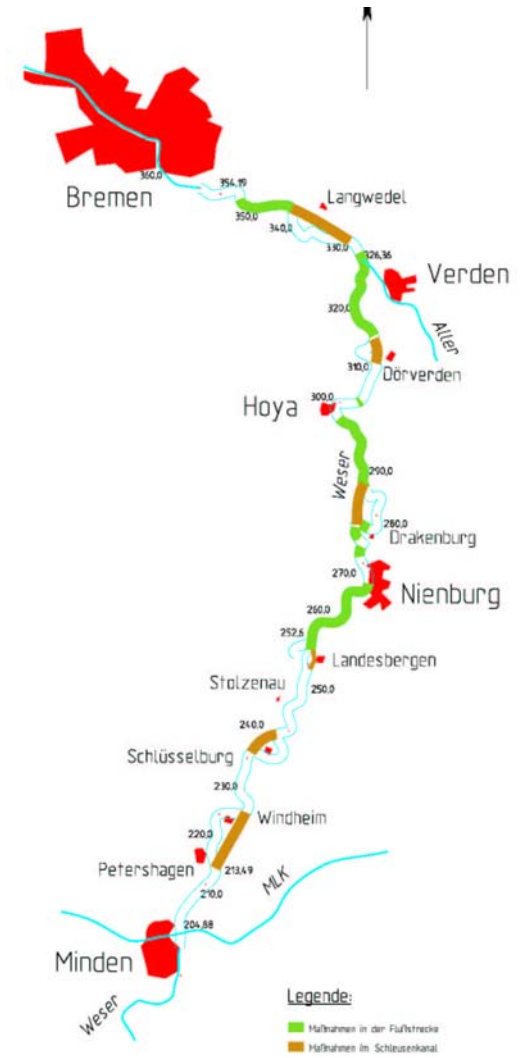 360,0
354,19
Bremen
350,0
Langwedel
340,0
330,0
326,36
Verden
320,0
Aller
310,0
Dörverden
300,0
Hoya
Weser
290,0
280,0
Drakenburg
270,0
Nienburg
260,0
252,6
Landesbergen
250,0
Stolzenau
240,0
Schlüsselburg
230,0
Windheim
220,0
Petershagen
213,49
MLK
210,0
204,88
Minden
Weser
Legende:
Maßnahmen in der Flußstrecke
Maßnahmen im Schleusenkanal